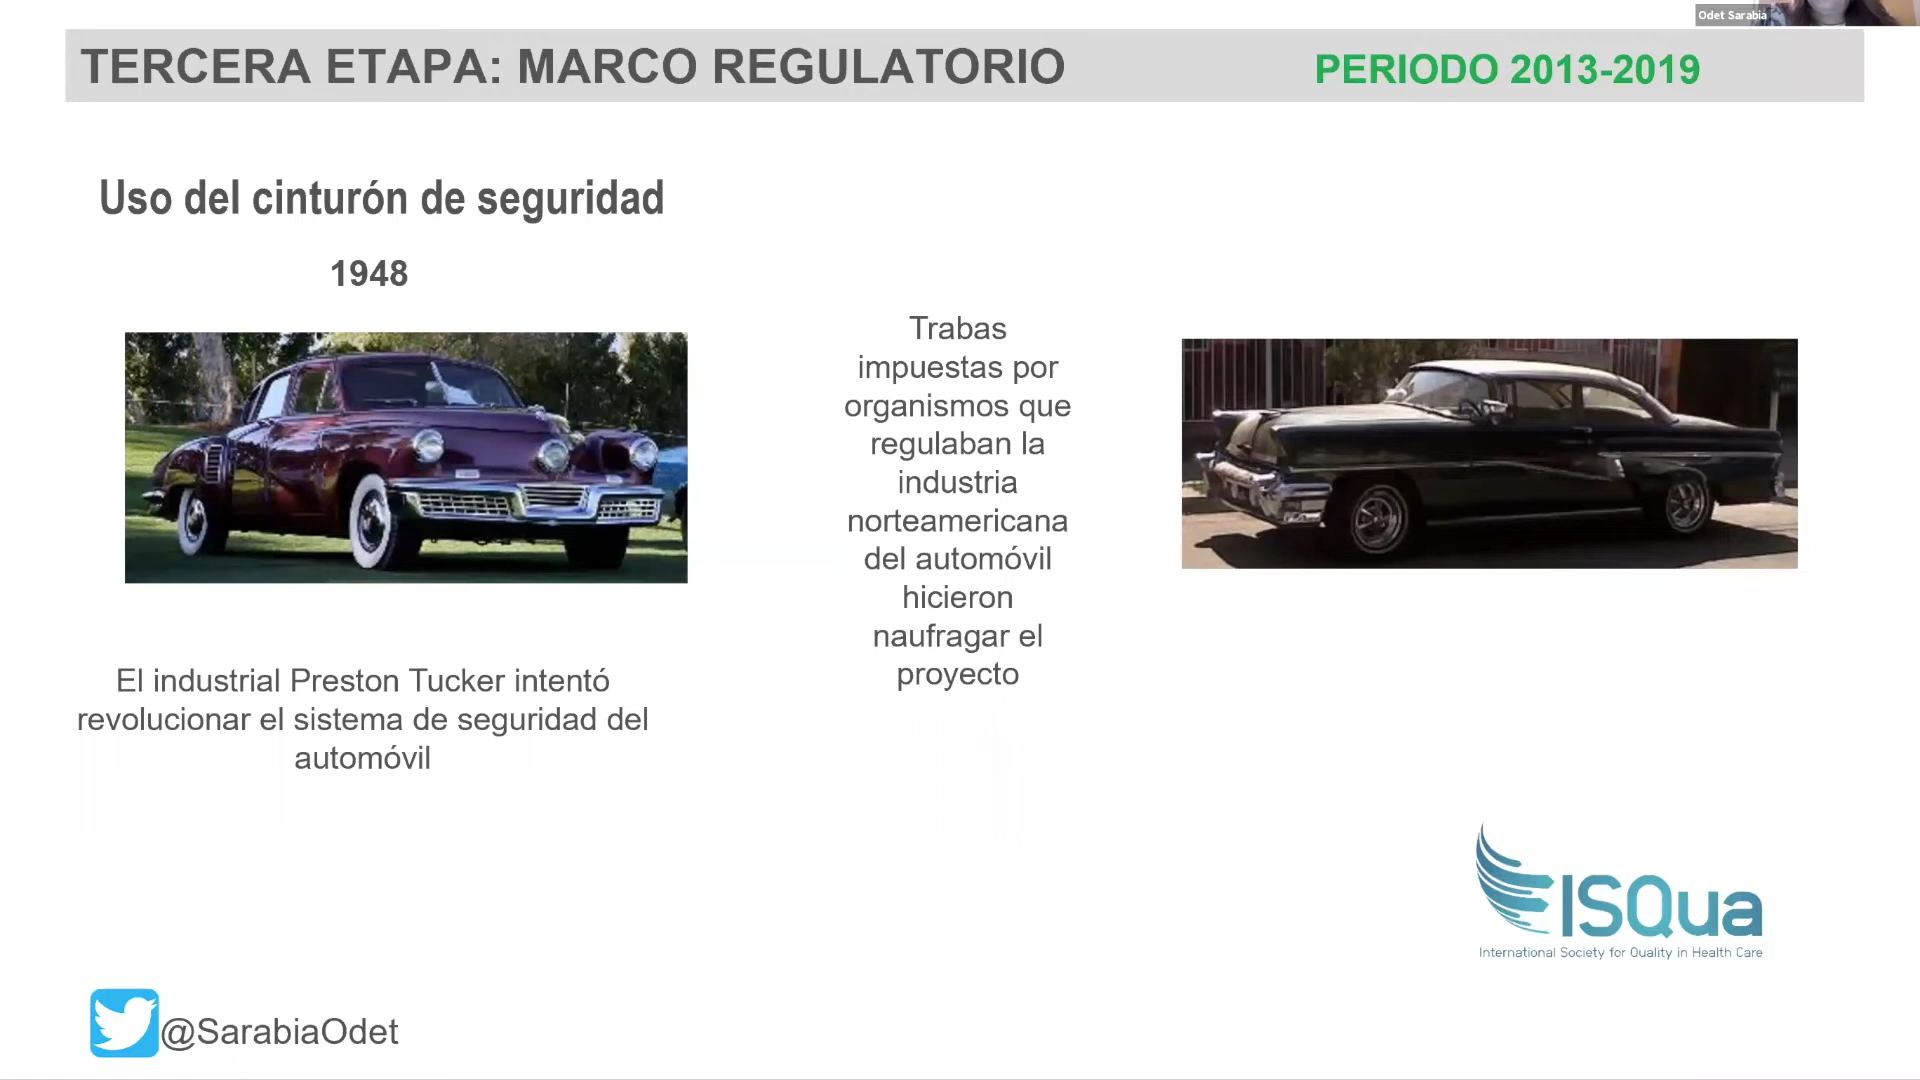 Odet Sarabia
TERCERA ETAPA: MARCO REGULATORIO
PERIODO 2013-2019
Uso del cinturón de seguridad
1948
Trabas
impuestas por
organismos que
regulaban la
industria
norteamericana
del automóvil
hicieron
naufragar el
proyecto
El industrial Preston Tucker intentó
revolucionar el sistema de seguridad del
automóvil
ISQua
International Society for Quality in Health Care
@SarabiaOdet